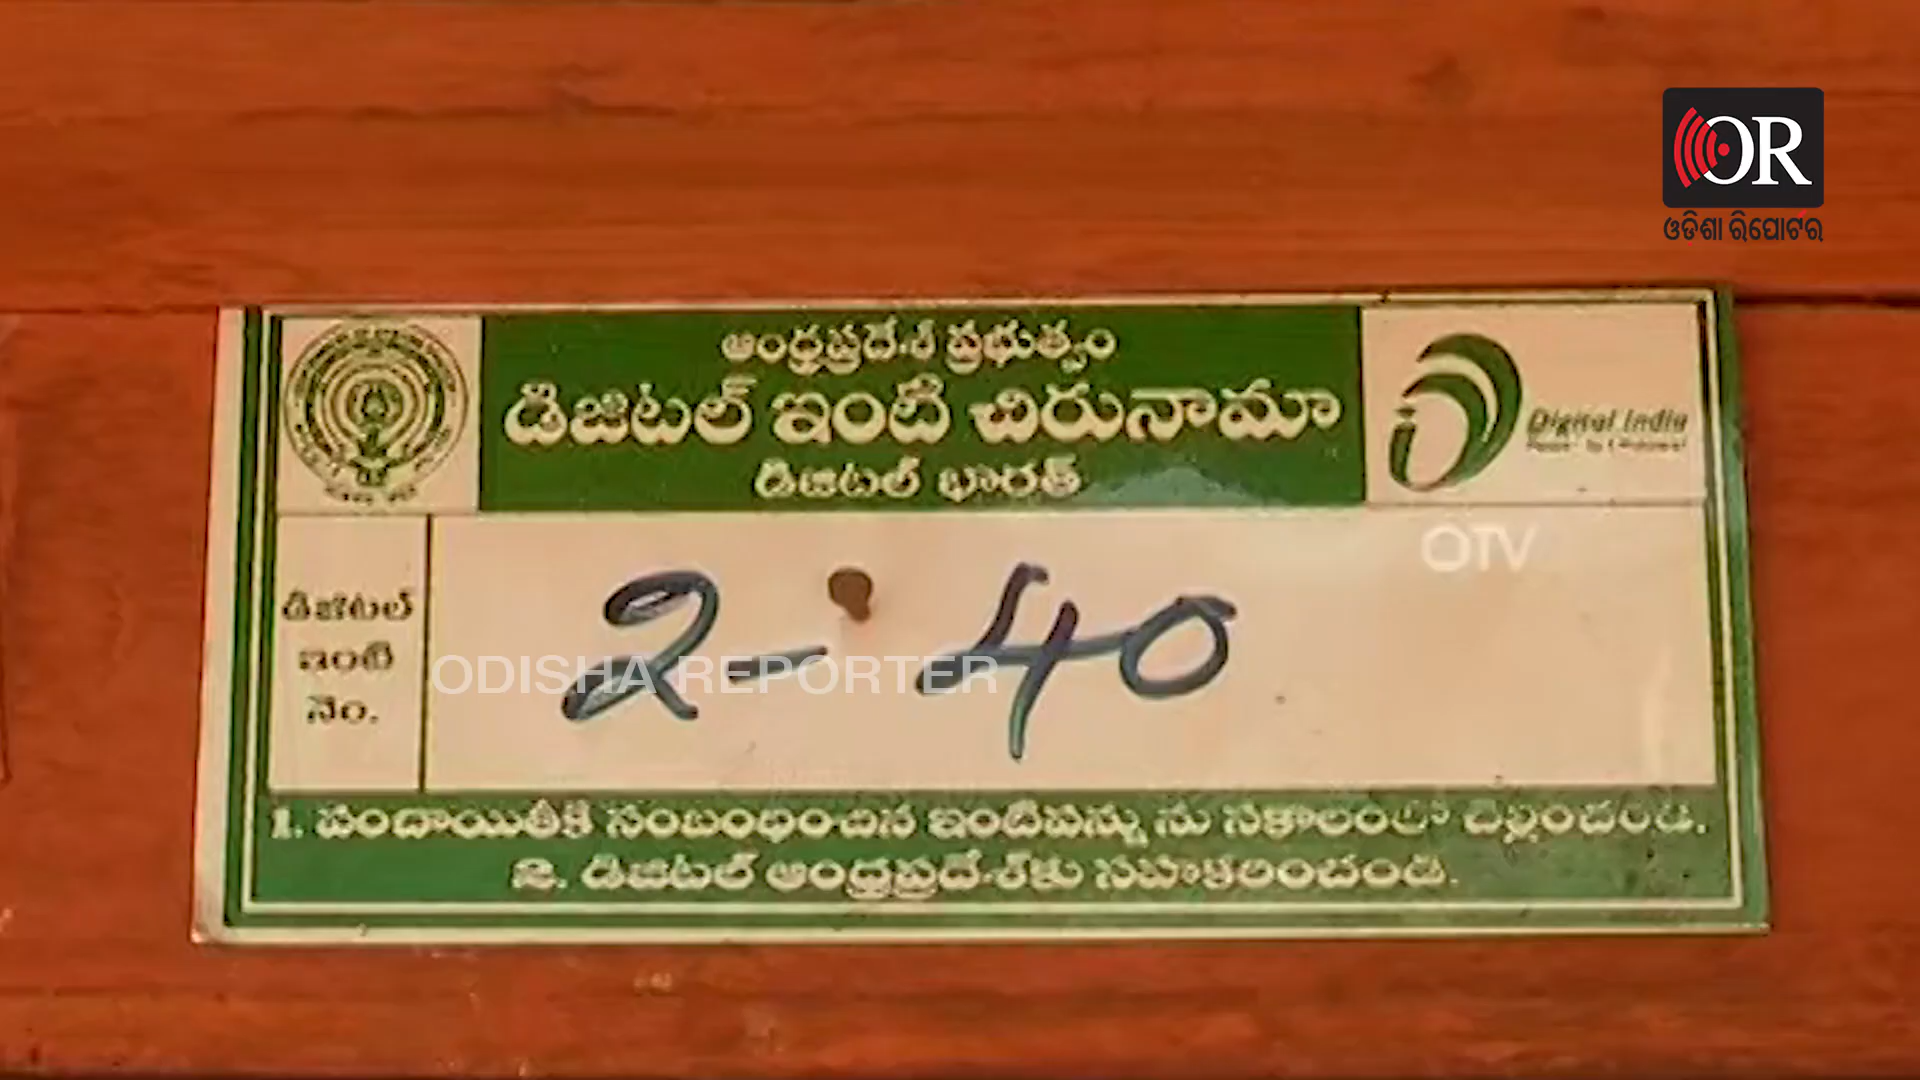 OR
ଓଡିଶା ରିପୋର୍ଟର
ఆంధ్రప్రదేశ్ ప్రభుత్వం
డిజిటల్ ఇంటి చిరునామా
డిజిటల్ భారత్
Digital India
OTV
డిజిటల్
ఇంటి
నెం.
2-40
ODISHA REPORTER
1. పంచాయితీకి సంబంధించిన ఇంటిపన్ను ను సకాలంలో చెల్లించండి.
2. డిజిటల్ ఆంధ్రప్రదేశ్‌కు సహకరించండి.